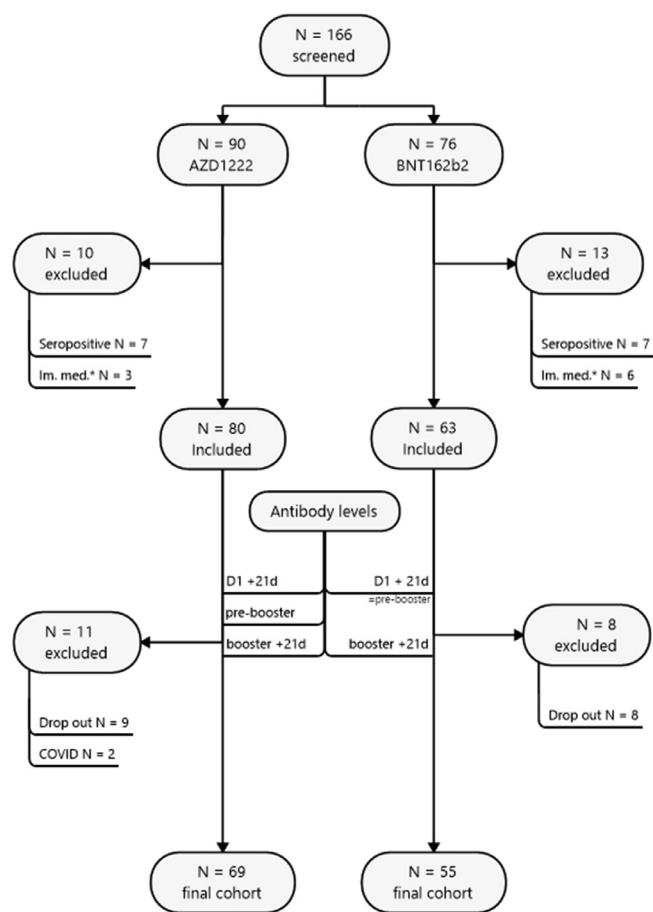 N = 166
screened
N = 90
AZD1222
N = 76
BNT162b2
N = 10
excluded
N = 13
excluded
Seropositive N = 7
Im. med.* N = 3
Seropositive N = 7
Im. med.* N = 6
N = 80
Included
N = 63
Included
Antibody levels
D1 +21d
D1 + 21d
=pre-booster
pre-booster
booster +21d
booster +21d
N = 11
excluded
N = 8
excluded
Drop out N = 9
COVID N = 2
Drop out N = 8
N = 69
final cohort
N = 55
final cohort